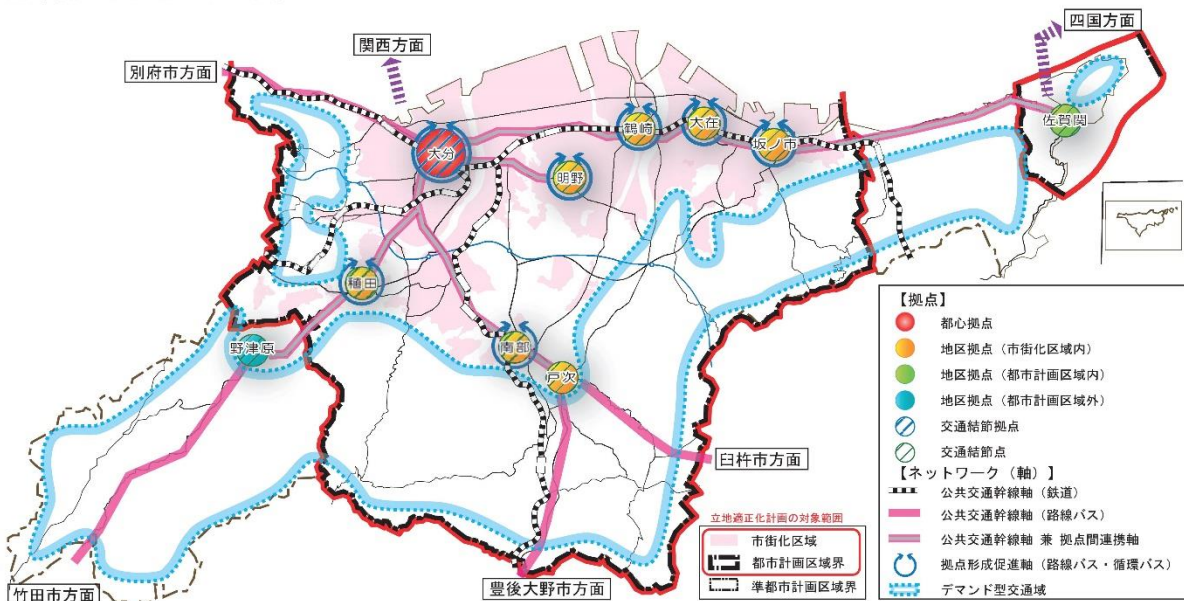 四国方面
関西方面
別府市方面
佐賀関
大在
鶴崎
坂ノ市
大分
明野
稙田
野津原
南部
戸次
臼杵市方面
豊後大野市方面
竹田市方面
立地適正化計画の対象範囲
市街化区域
都市計画区域界
準都市計画区域界
【拠点】
都心拠点
地区拠点（市街化区域内）
地区拠点（都市計画区域内）
地区拠点（都市計画区域外）
交通結節拠点
交通結節点
【ネットワーク（軸）】
公共交通幹線軸（鉄道）
公共交通幹線軸（路線バス）
公共交通幹線軸 兼 拠点間連携軸
拠点形成促進軸（路線バス・循環バス）
デマンド型交通域